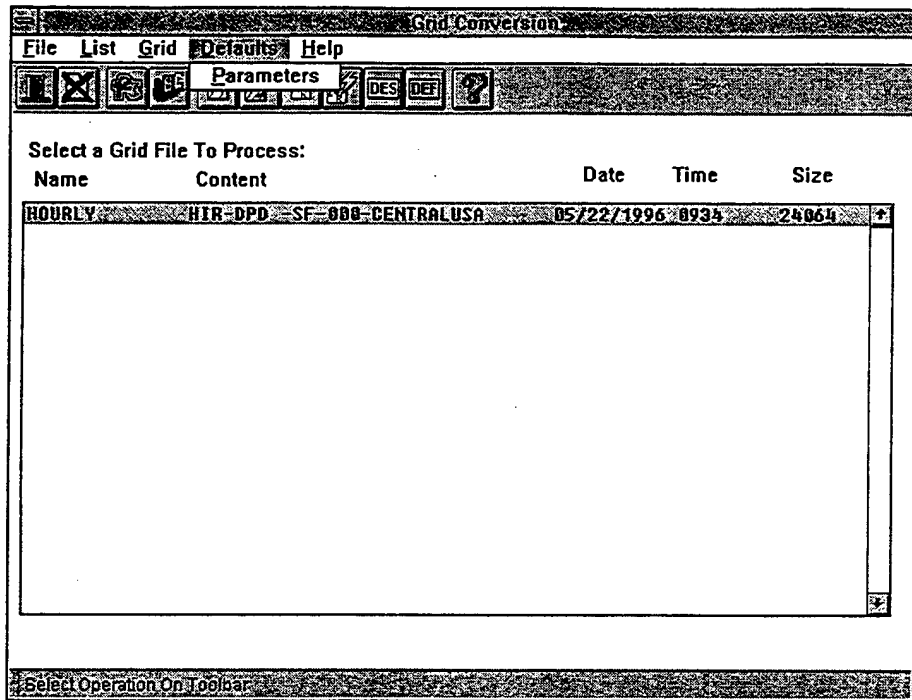 Grid Conversion
File List Grid Defaults Help
Parameters
DES DEF ?
Select a Grid File To Process:
Name Content Date Time Size
HOURLY HIR-DPD -SF-000-CENTRALUSA 05/22/1996 0934 24064
Select Operation On Toolbar